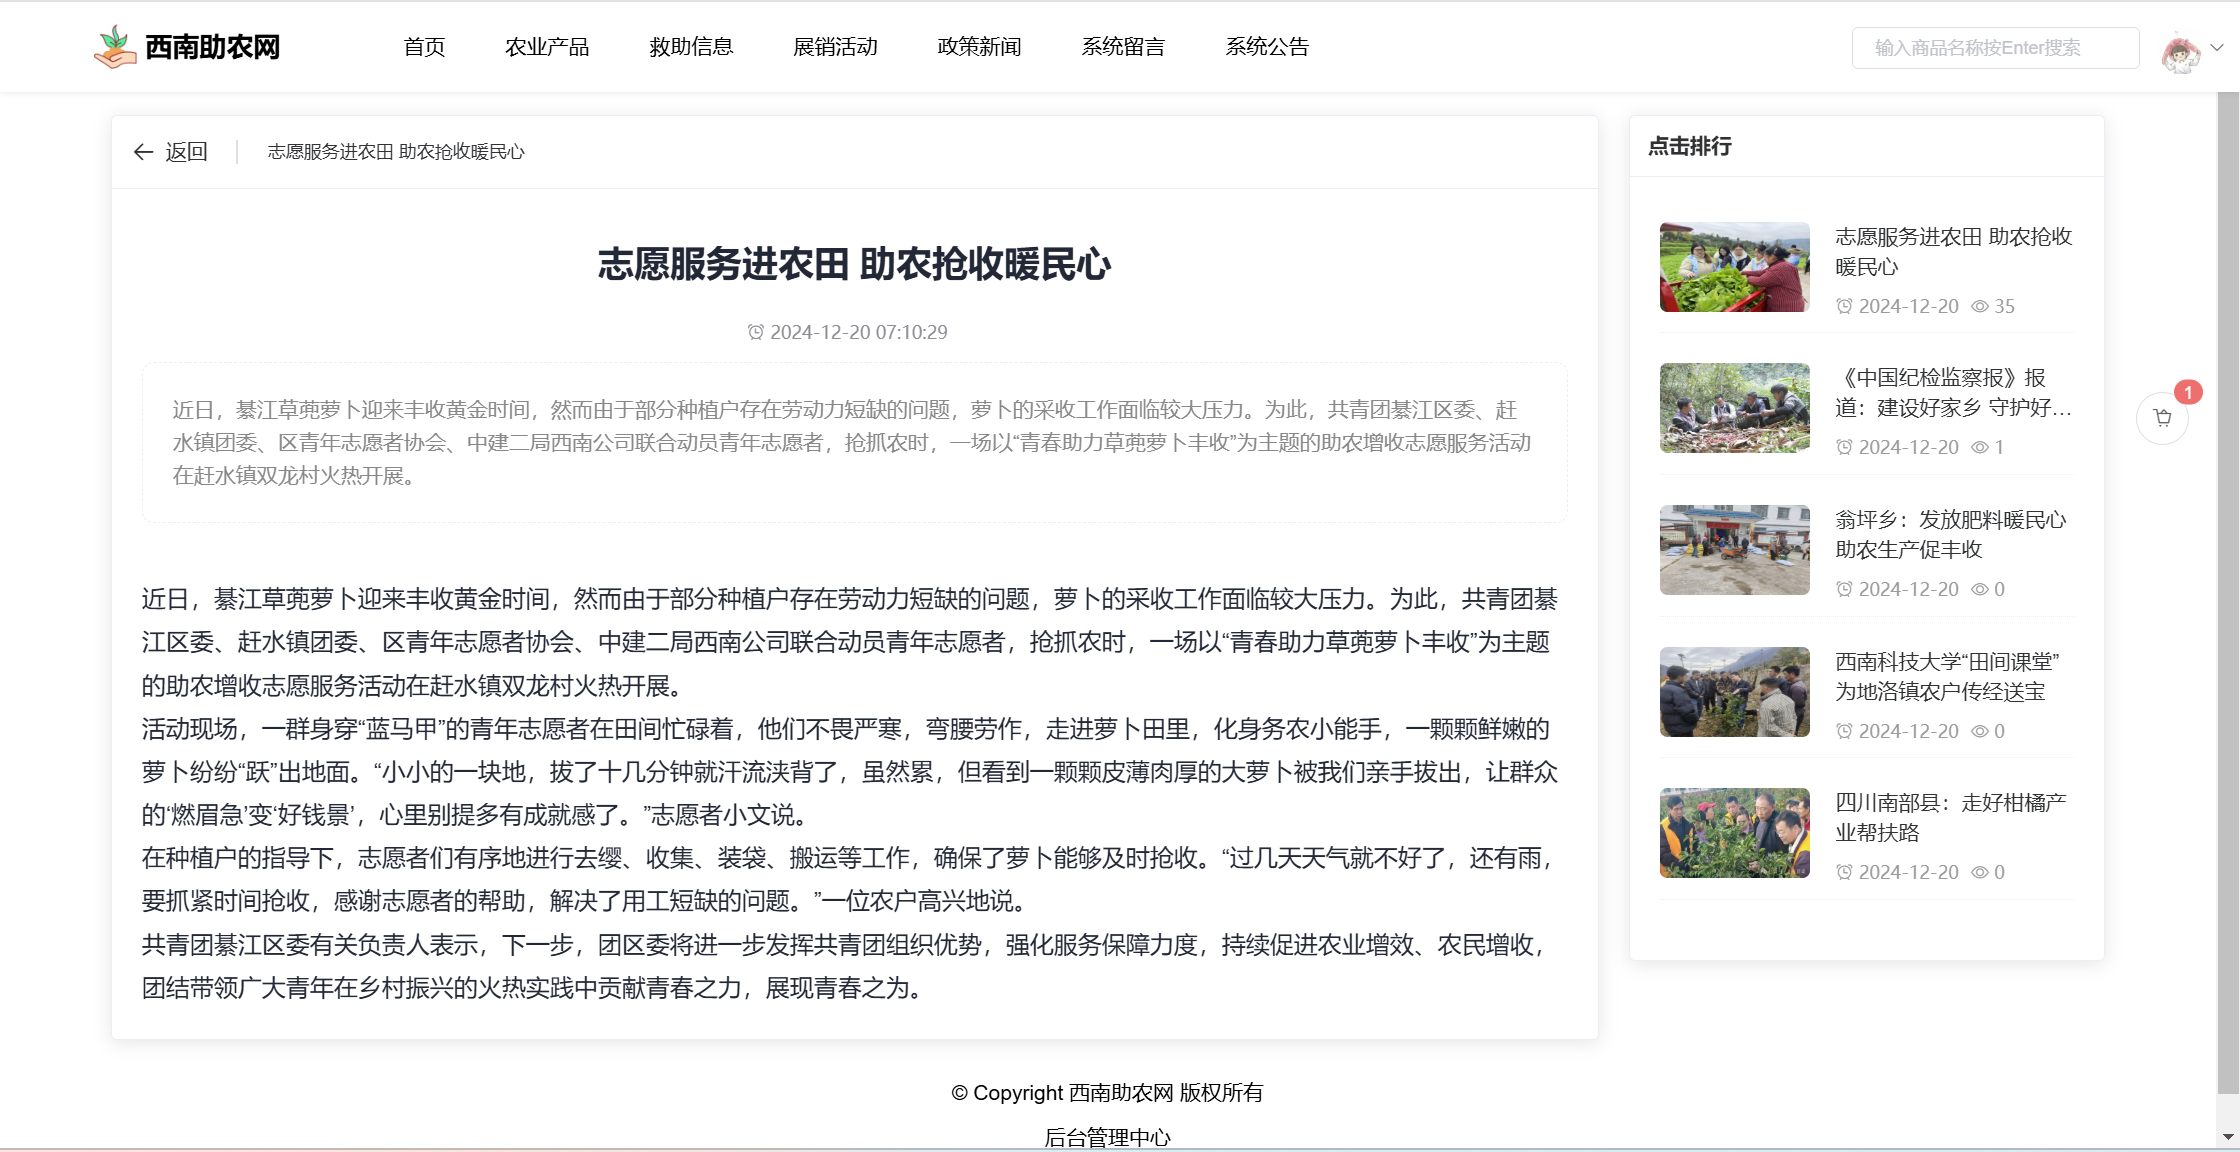 西南助农网
首页
农业产品
救助信息
展销活动
政策新闻
系统留言
系统公告
输入商品名称按Enter搜索
返回
志愿服务进农田 助农抢收暖民心
志愿服务进农田 助农抢收暖民心
2024-12-20 07:10:29
近日，綦江草蔸萝卜迎来丰收黄金时间，然而由于部分种植户存在劳动力短缺的问题，萝卜的采收工作面临较大压力。为此，共青团綦江区委、赶
水镇团委、区青年志愿者协会、中建二局西南公司联合动员青年志愿者，抢抓农时，一场以“青春助力草蔸萝卜丰收”为主题的助农增收志愿服务活动
在赶水镇双龙村火热开展。
近日，綦江草蔸萝卜迎来丰收黄金时间，然而由于部分种植户存在劳动力短缺的问题，萝卜的采收工作面临较大压力。为此，共青团綦
江区委、赶水镇团委、区青年志愿者协会、中建二局西南公司联合动员青年志愿者，抢抓农时，一场以“青春助力草蔸萝卜丰收”为主题
的助农增收志愿服务活动在赶水镇双龙村火热开展。
活动现场，一群身穿“蓝马甲”的青年志愿者在田间忙碌着，他们不畏严寒，弯腰劳作，走进萝卜田里，化身务农小能手，一颗颗鲜嫩的
萝卜纷纷“跃”出地面。“小小的一块地，拔了十几分钟就汗流浃背了，虽然累，但看到一颗颗皮薄肉厚的大萝卜被我们亲手拔出，让群众
的‘燃眉急’变‘好钱景’，心里别提多有成就感了。”志愿者小文说。
在种植户的指导下，志愿者们有序地进行去缨、收集、装袋、搬运等工作，确保了萝卜能够及时抢收。“过几天天气就不好了，还有雨，
要抓紧时间抢收，感谢志愿者的帮助，解决了用工短缺的问题。”一位农户高兴地说。
共青团綦江区委有关负责人表示，下一步，团区委将进一步发挥共青团组织优势，强化服务保障力度，持续促进农业增效、农民增收，
团结带领广大青年在乡村振兴的火热实践中贡献青春之力，展现青春之为。
点击排行
志愿服务进农田 助农抢收
暖民心
2024-12-20 35
《中国纪检监察报》报
道：建设好家乡 守护好…
2024-12-20 1
翁坪乡：发放肥料暖民心
助农生产促丰收
2024-12-20 0
西南科技大学“田间课堂”
为地洛镇农户传经送宝
2024-12-20 0
四川南部县：走好柑橘产
业帮扶路
2024-12-20 0
1
© Copyright 西南助农网 版权所有
后台管理中心